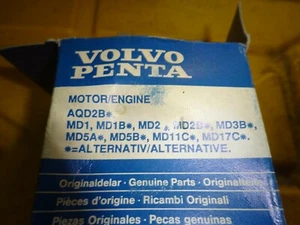 VOLVO
PENTA
MOTOR/ENGINE
AQD2B*,
MD1, MD1B*, MD2, MD2B*, MD3B*,
MD5A*, MD5B*, MD11C*, MD17C*.
*=ALTERNATIV/ALTERNATIVE.
Originaldelar · Genuine Parts · Originalteile
Pièces d'origine · Ricambi Originali
Piezas Originales · Peças genuinas